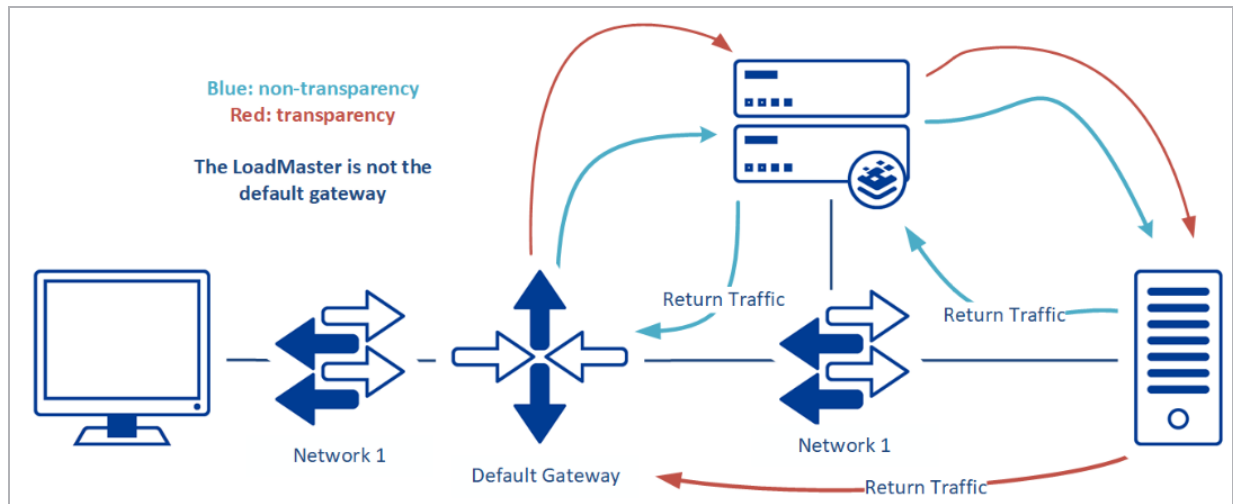 Blue: non-transparency
Red: transparency
The LoadMaster is not the
default gateway
Return Traffic
Return Traffic
Network 1
Default Gateway
Network 1
Return Traffic